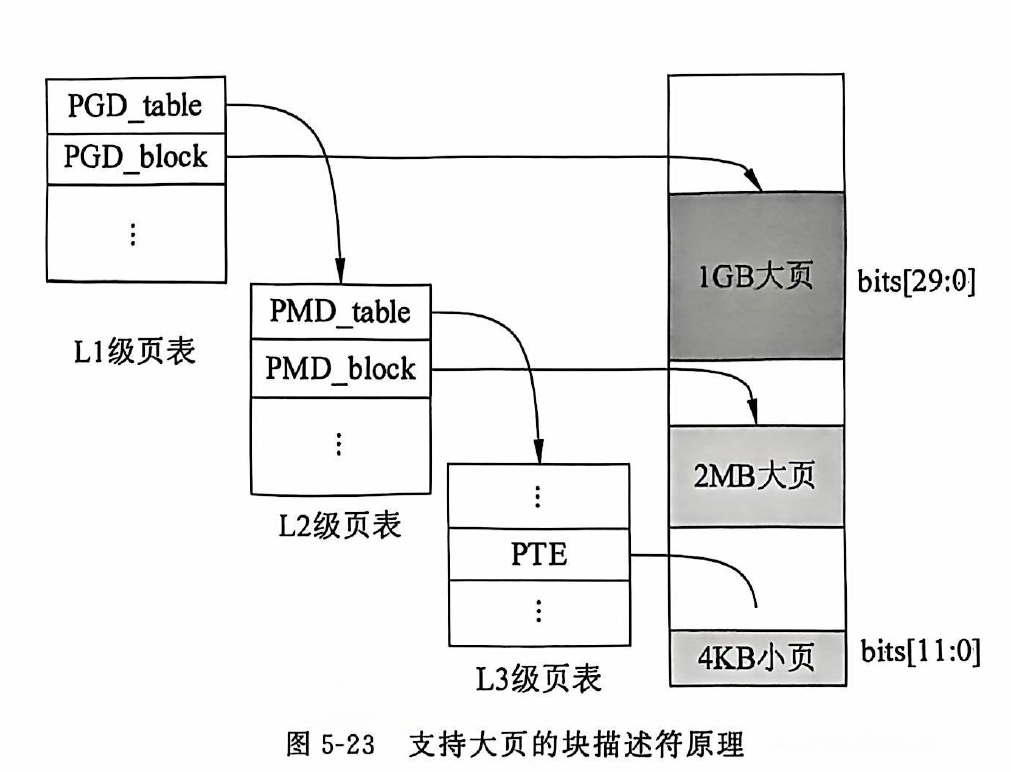 PGD_table
PGD_block
⋮
L1级页表
PMD_table
PMD_block
⋮
L2级页表
⋮
PTE
⋮
L3级页表
1GB大页
bits[29:0]
2MB大页
4KB小页
bits[11:0]
图 5-23 支持大页的块描述符原理